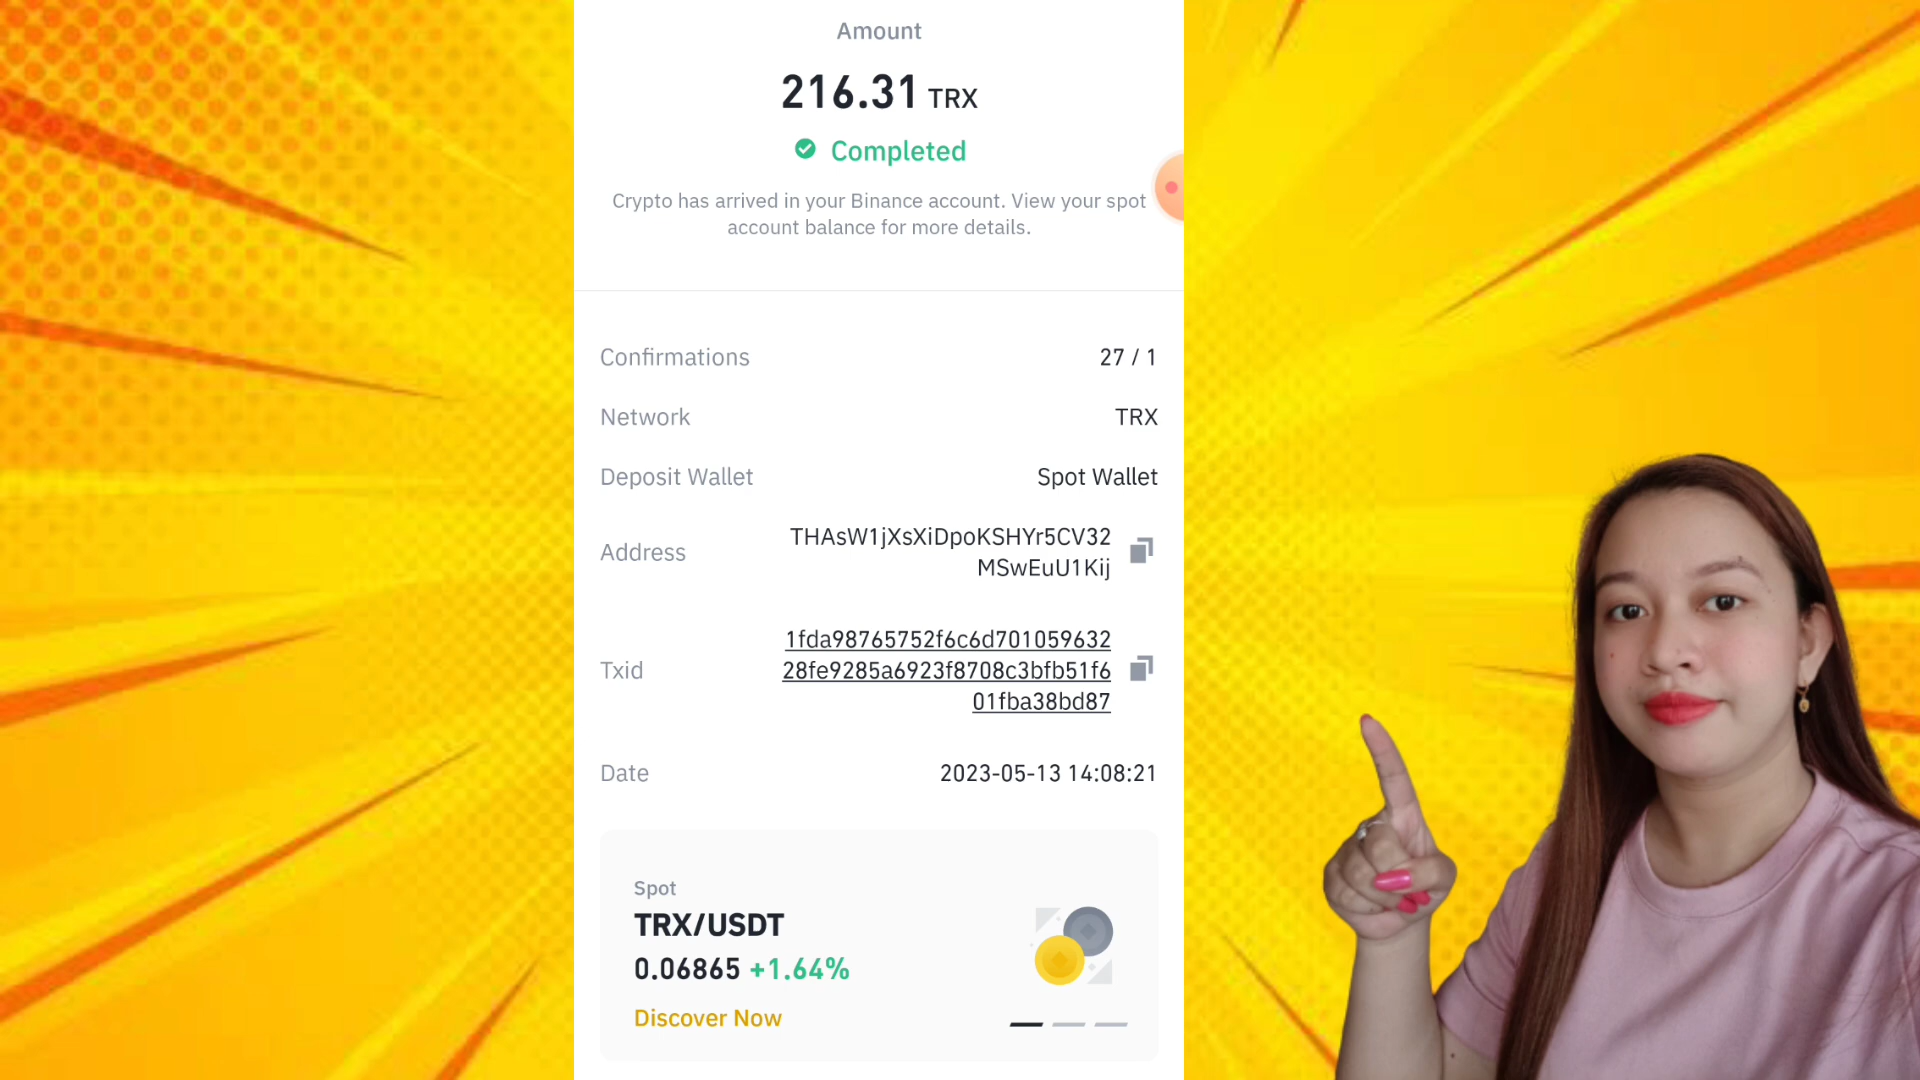 Amount
216.31 TRX
Completed
Crypto has arrived in your Binance account. View your spot
account balance for more details.
Confirmations 27 / 1
Network TRX
Deposit Wallet Spot Wallet
Address THAsW1jXsXiDpoKSHYr5CV32
MSwEuU1Kij
Txid 1fda98765752f6c6d701059632
28fe9285a6923f8708c3bfb51f6
01fba38bd87
Date 2023-05-13 14:08:21
Spot
TRX/USDT
0.06865 +1.64%
Discover Now